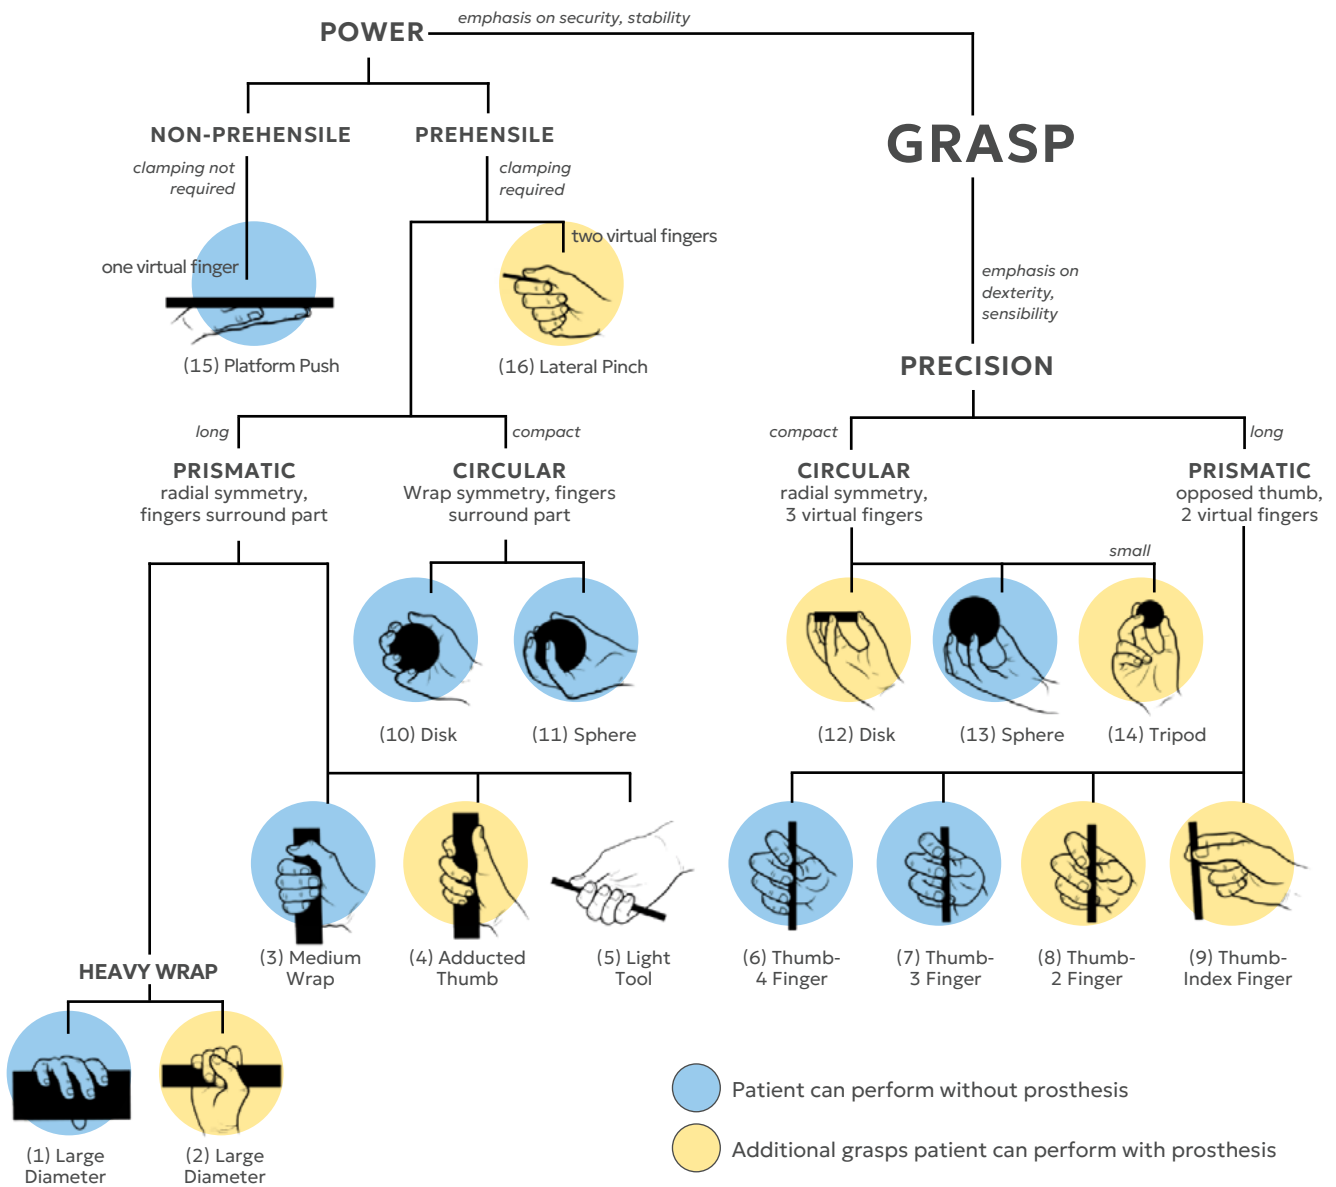 POWER
emphasis on security, stability
NON-PREHENSILE
PREHENSILE
GRASP
clamping not
required
clamping
required
one virtual finger
two virtual fingers
emphasis on
dexterity,
sensibility
(15) Platform Push
(16) Lateral Pinch
PRECISION
long
compact
compact
long
PRISMATIC
radial symmetry,
fingers surround part
CIRCULAR
Wrap symmetry, fingers
surround part
CIRCULAR
radial symmetry,
3 virtual fingers
PRISMATIC
opposed thumb,
2 virtual fingers
small
(10) Disk
(11) Sphere
(12) Disk
(13) Sphere
(14) Tripod
(3) Medium
Wrap
(4) Adducted
Thumb
(5) Light
Tool
(6) Thumb-
4 Finger
(7) Thumb-
3 Finger
(8) Thumb-
2 Finger
(9) Thumb-
Index Finger
HEAVY WRAP
(1) Large
Diameter
(2) Large
Diameter
Patient can perform without prosthesis
Additional grasps patient can perform with prosthesis